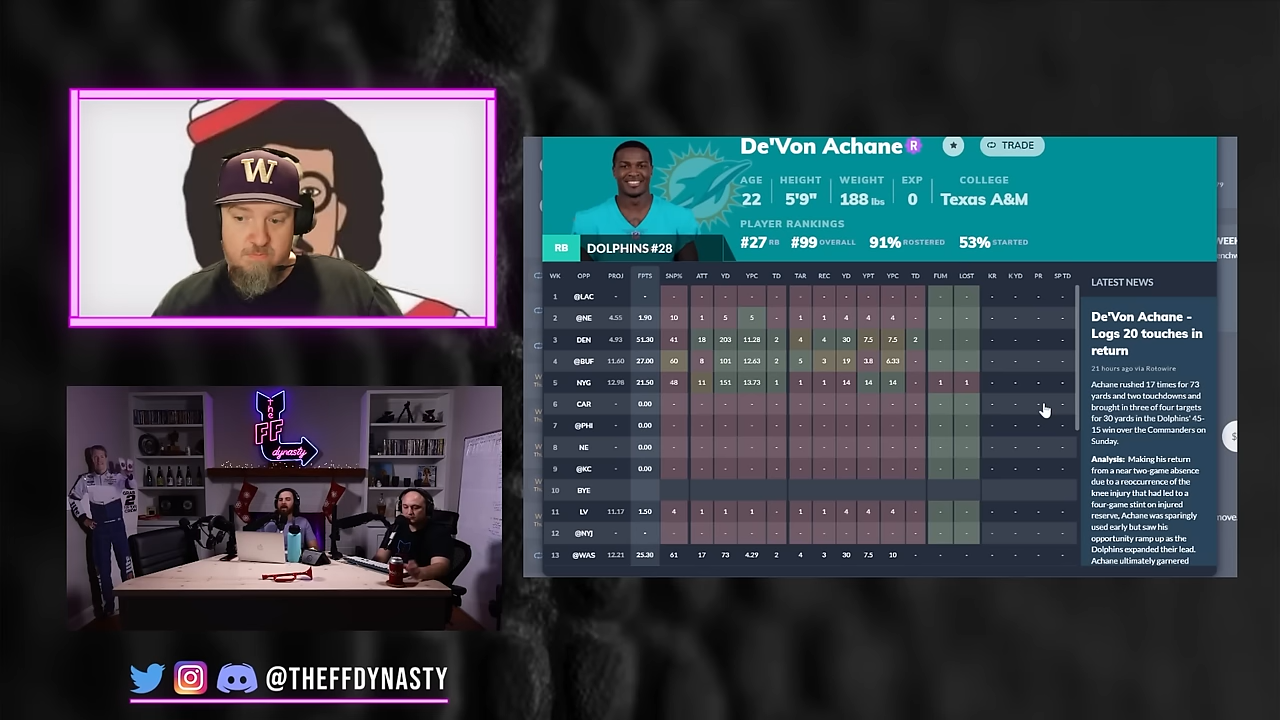 W
the
FF
dynasty
@THEFFDYNASTY
De'Von Achane R
TRADE
AGE HEIGHT WEIGHT EXP COLLEGE
22 5'9" 188 lbs 0 Texas A&M
PLAYER RANKINGS
#27 RB #99 OVERALL 91% ROSTERED 53% STARTED
RB DOLPHINS #28
WK OPP PROJ FPTS SNP% ATT YD YPC TD TAR REC YD YPT YPC TD FUM LOST KR KYD PR SPTD
1 @LAC - - - - - - - - - - - - - - - - - - -
2 @NE 4.55 1.90 10 1 5 5 - 1 1 4 4 4 - - - - - - -
3 DEN 4.93 51.30 41 18 203 11.28 2 4 4 30 7.5 7.5 2 - - - - - -
4 @BUF 11.60 27.00 60 8 101 12.63 2 5 3 19 3.8 6.33 - - - - - - -
5 NYG 12.98 21.50 48 11 151 13.73 1 1 1 14 14 14 - 1 1 - - - -
6 CAR - 0.00 - - - - - - - - - - - - - - - - -
7 @PHI - 0.00 - - - - - - - - - - - - - - - - -
8 NE - 0.00 - - - - - - - - - - - - - - - - -
9 @KC - 0.00 - - - - - - - - - - - - - - - - -
10 BYE
11 LV 11.17 1.50 4 1 1 1 - 1 1 4 4 4 - - - - - - -
12 @NYJ - - - - - - - - - - - - - - - - - - -
13 @WAS 12.21 25.30 61 17 73 4.29 2 4 3 30 7.5 10 - - - - - - -
LATEST NEWS
De'Von Achane -
Logs 20 touches in
return
21 hours ago via Rotowire
Achane rushed 17 times for 73
yards and two touchdowns and
brought in three of four targets
for 30 yards in the Dolphins' 45-
15 win over the Commanders on
Sunday.
Analysis: Making his return
from a near two-game absence
due to a reoccurrence of the
knee injury that had led to a
four-game stint on injured
reserve, Achane was sparingly
used early but saw his
opportunity ramp up as the
Dolphins expanded their lead.
Achane ultimately garnered